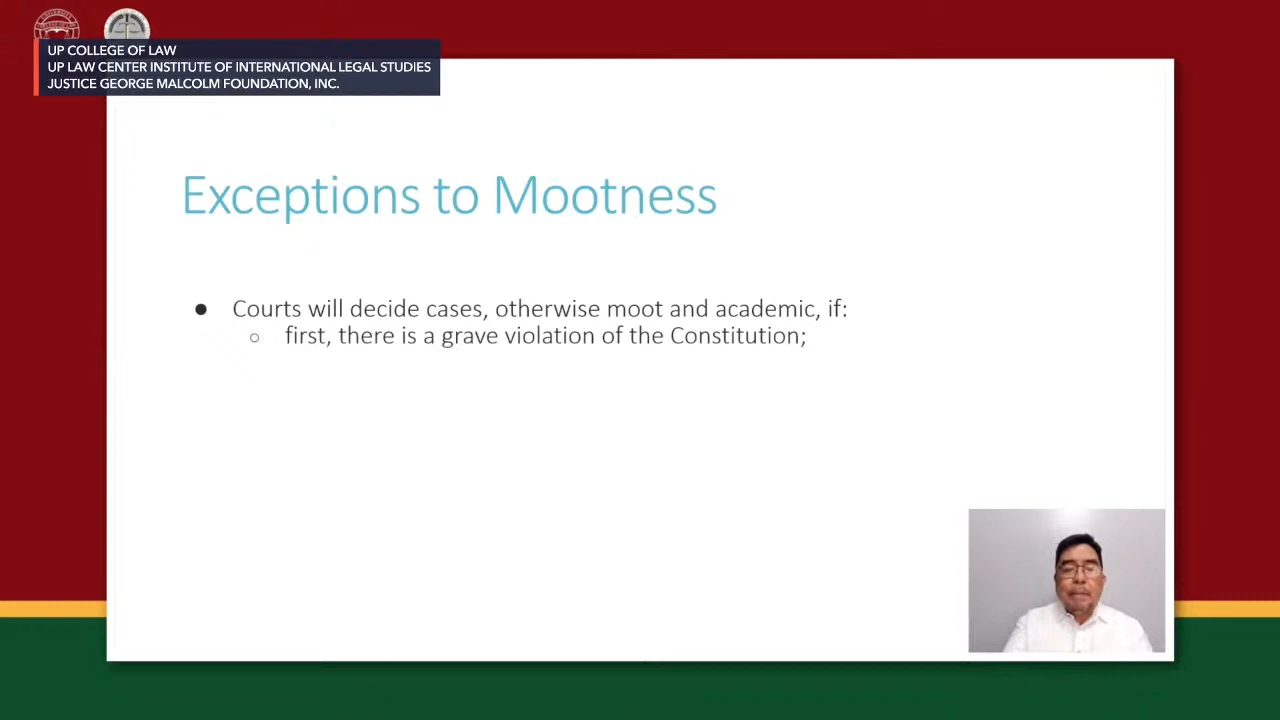 UP COLLEGE OF LAW
UP LAW CENTER INSTITUTE OF INTERNATIONAL LEGAL STUDIES
JUSTICE GEORGE MALCOLM FOUNDATION, INC.
Exceptions to Mootness
● Courts will decide cases, otherwise moot and academic, if:
○ first, there is a grave violation of the Constitution;